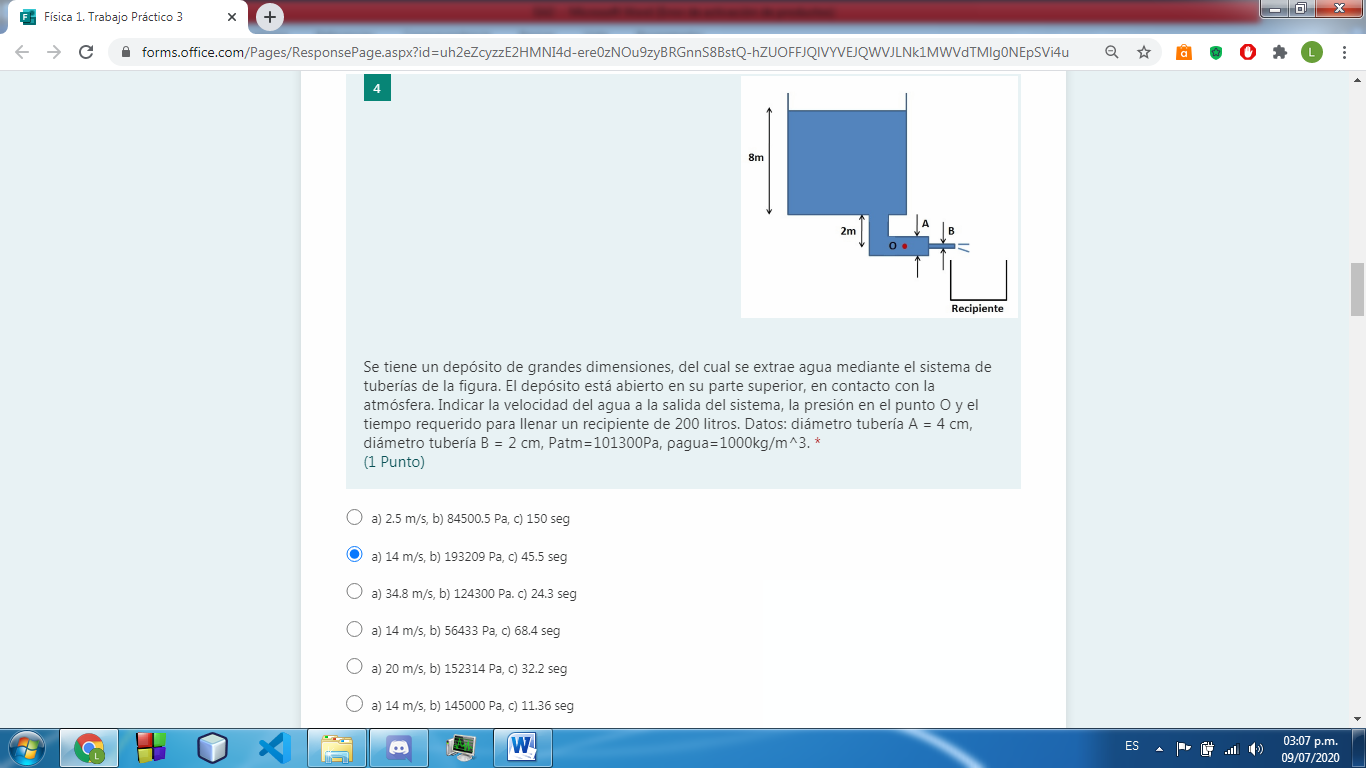 Física 1. Trabajo Práctico 3
forms.office.com/Pages/ResponsePage.aspx?id=uh2eZcyzzE2HMNI4d-ere0zNOu9zyBRGnnS8BstQ-hZUOFFJQlVYVEJQWVJLNk1MWVdTMlg0NEpSVi4u
L
4
8m
2m
A
B
O
Recipiente
Se tiene un depósito de grandes dimensiones, del cual se extrae agua mediante el sistema de
tuberías de la figura. El depósito está abierto en su parte superior, en contacto con la
atmósfera. Indicar la velocidad del agua a la salida del sistema, la presión en el punto O y el
tiempo requerido para llenar un recipiente de 200 litros. Datos: diámetro tubería A = 4 cm,
diámetro tubería B = 2 cm, Patm=101300Pa, ρagua=1000kg/m^3. *
(1 Punto)
a) 2.5 m/s, b) 84500.5 Pa, c) 150 seg
a) 14 m/s, b) 193209 Pa, c) 45.5 seg
a) 34.8 m/s, b) 124300 Pa. c) 24.3 seg
a) 14 m/s, b) 56433 Pa, c) 68.4 seg
a) 20 m/s, b) 152314 Pa, c) 32.2 seg
a) 14 m/s, b) 145000 Pa, c) 11.36 seg
ES
03:07 p.m.
09/07/2020